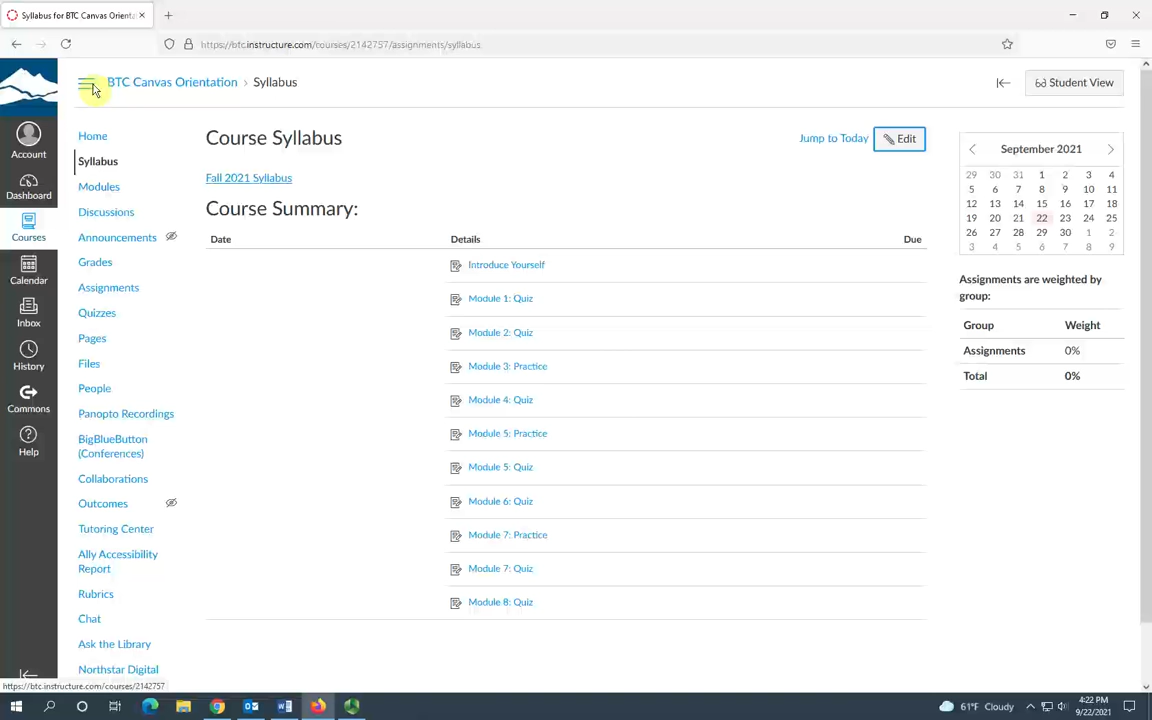 Syllabus for BTC Canvas Orienta
https://btc.instructure.com/courses/2142757/assignments/syllabus
BTC Canvas Orientation › Syllabus
Student View
Account
Dashboard
Courses
Calendar
Inbox
History
Commons
Help
Home
Syllabus
Modules
Discussions
Announcements
Grades
Assignments
Quizzes
Pages
Files
People
Panopto Recordings
BigBlueButton
(Conferences)
Collaborations
Outcomes
Tutoring Center
Ally Accessibility
Report
Rubrics
Chat
Ask the Library
Northstar Digital
Course Syllabus
Jump to Today
Edit
Fall 2021 Syllabus
Course Summary:
Date Details Due
Introduce Yourself
Module 1: Quiz
Module 2: Quiz
Module 3: Practice
Module 4: Quiz
Module 5: Practice
Module 5: Quiz
Module 6: Quiz
Module 7: Practice
Module 7: Quiz
Module 8: Quiz
September 2021
29 30 31 1 2 3 4
5 6 7 8 9 10 11
12 13 14 15 16 17 18
19 20 21 22 23 24 25
26 27 28 29 30 1 2
3 4 5 6 7 8 9
Assignments are weighted by
group:
Group Weight
Assignments 0%
Total 0%
https://btc.instructure.com/courses/2142757
61°F Cloudy
4:22 PM
9/22/2021